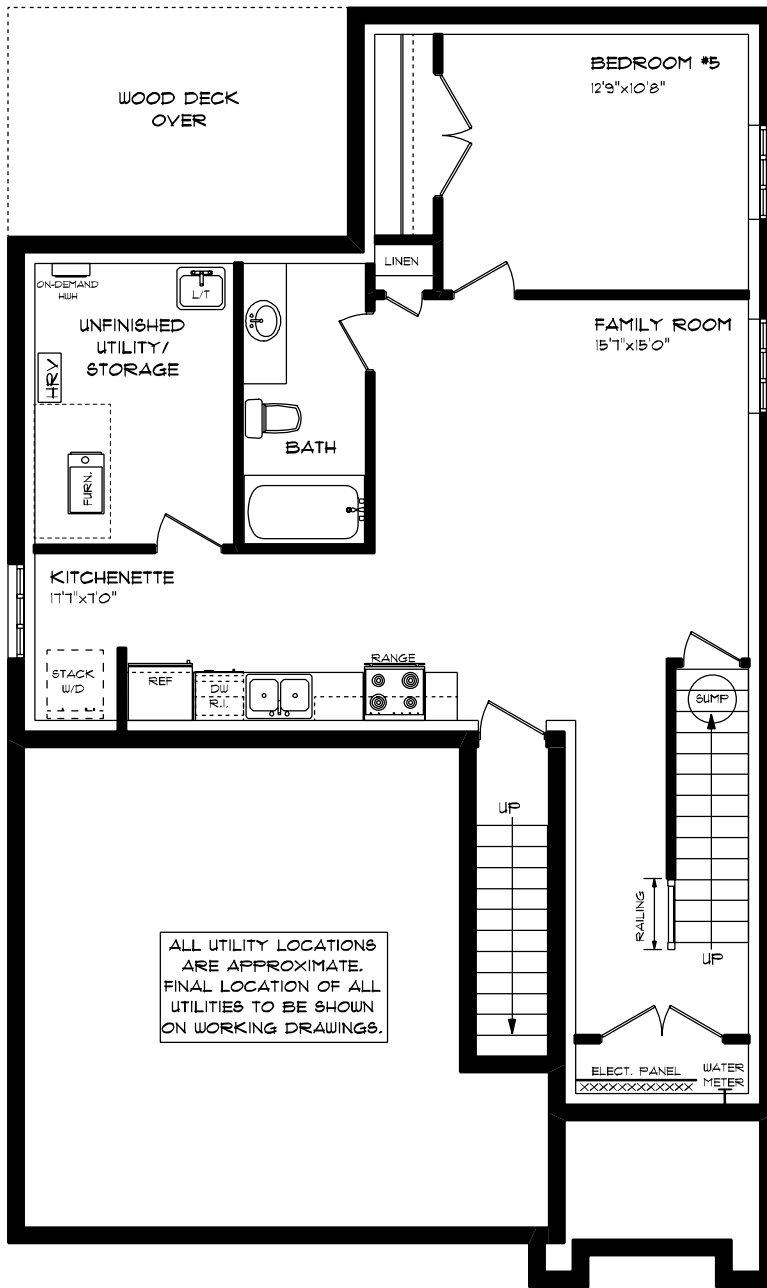 WOOD DECK
OVER
BEDROOM #5
12'9"x10'8"
LINEN
ON-DEMAND
HWH
L/T
UNFINISHED
UTILITY/
STORAGE
HRV
FURN.
BATH
FAMILY ROOM
15'7"x15'0"
KITCHENETTE
17'7"x7'0"
STACK
W/D
REF
DW
R.I.
RANGE
SUMP
UP
RAILING
UP
ALL UTILITY LOCATIONS
ARE APPROXIMATE.
FINAL LOCATION OF ALL
UTILITIES TO BE SHOWN
ON WORKING DRAWINGS.
ELECT. PANEL
WATER
METER